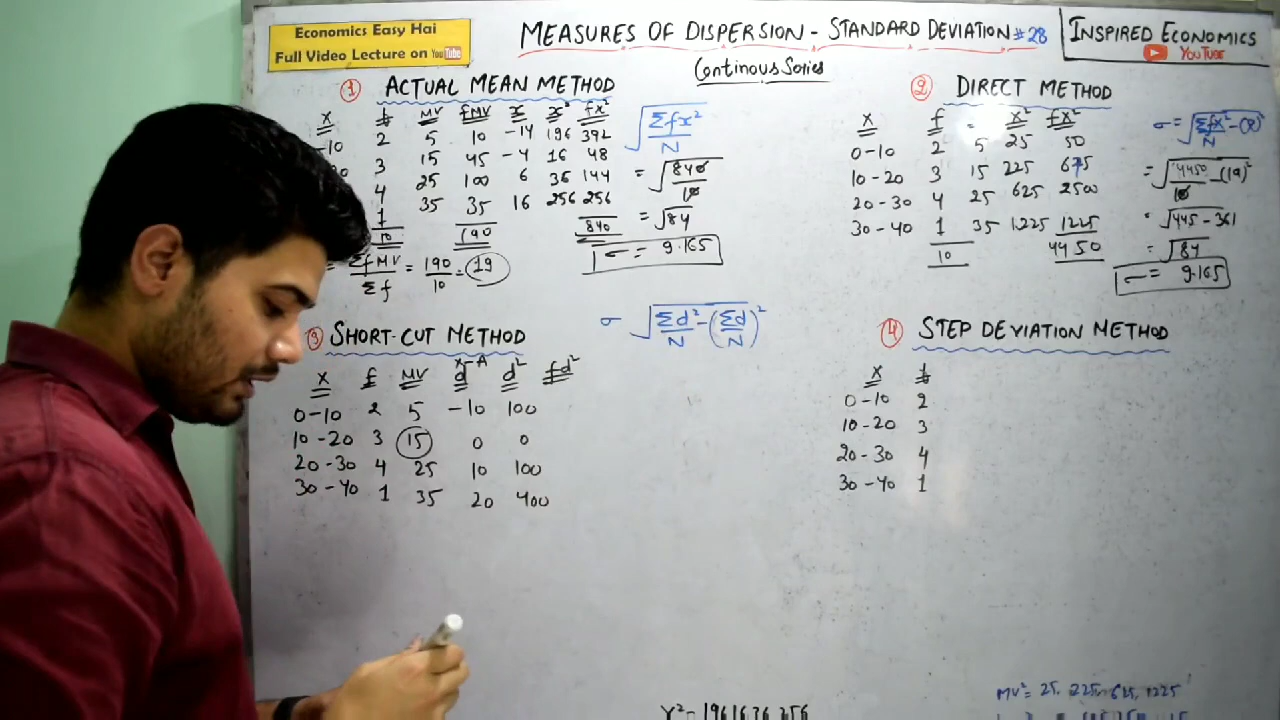 Economics Easy Hai
Full Video Lecture on YouTube
MEASURES OF DISPERSION - STANDARD DEVIATION #28
Continous Series
INSPIRED ECONOMICS
YouTube
① ACTUAL MEAN METHOD
X f MV fMV x x² fx²
-10 2 5 10 -14 196 392
3 15 45 -4 16 48
4 25 100 6 36 144
1 35 35 16 256 256
10 190 840
= ΣfMV/Σf = 190/10 = 19
√Σfx²/N
= √840/10
= √84
σ = 9.165
② DIRECT METHOD
X f X² fX²
0-10 2 5 25 50
10-20 3 15 225 675
20-30 4 25 625 2500
30-40 1 35 1225 1225
10 4450
σ = √ΣfX²/N - (X̄)²
= √4450/10 - (19)²
= √445 - 361
= √84
σ = 9.165
③ SHORT-CUT METHOD
X-A
X f MV d d² fd²
0-10 2 5 -10 100
10-20 3 15 0 0
20-30 4 25 10 100
30-40 1 35 20 400
σ √Σd²/N - (Σd/N)²
④ STEP DEVIATION METHOD
X f
0-10 2
10-20 3
20-30 4
30-40 1
MV² = 25, 225, 625, 1225